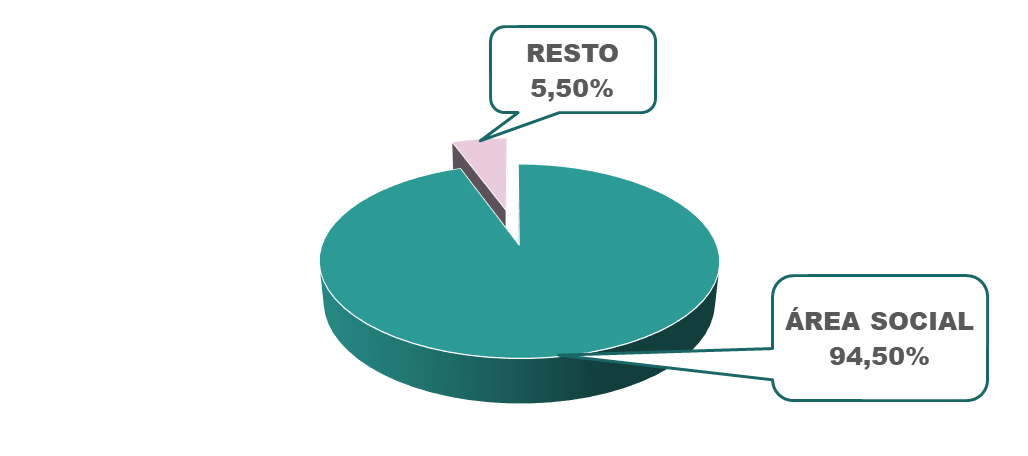 RESTO
5,50%
ÁREA SOCIAL
94,50%